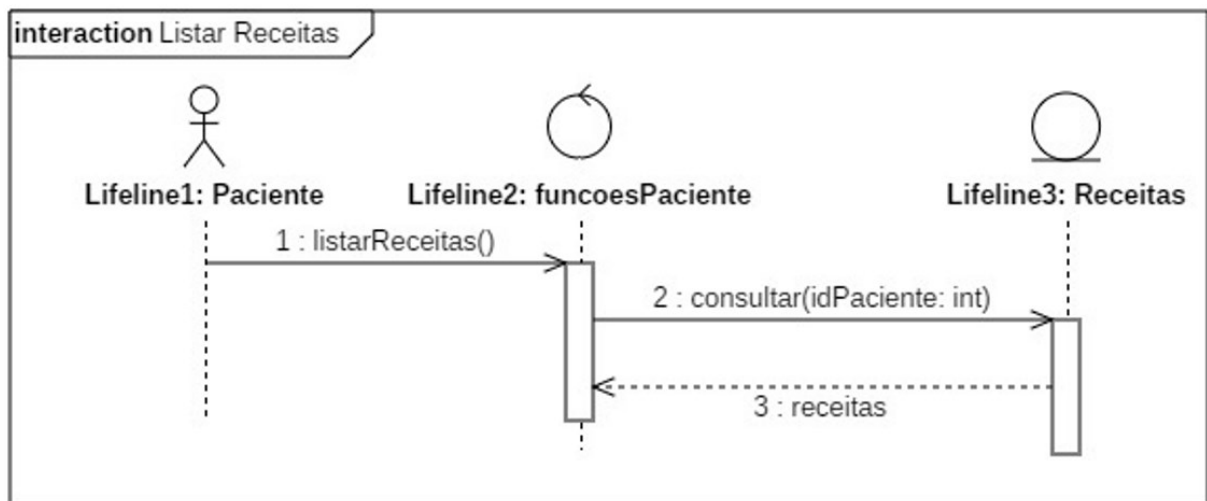 interaction Listar Receitas
Lifeline1: Paciente
Lifeline2: funcoesPaciente
Lifeline3: Receitas
1 : listarReceitas()
2 : consultar(idPaciente: int)
3 : receitas